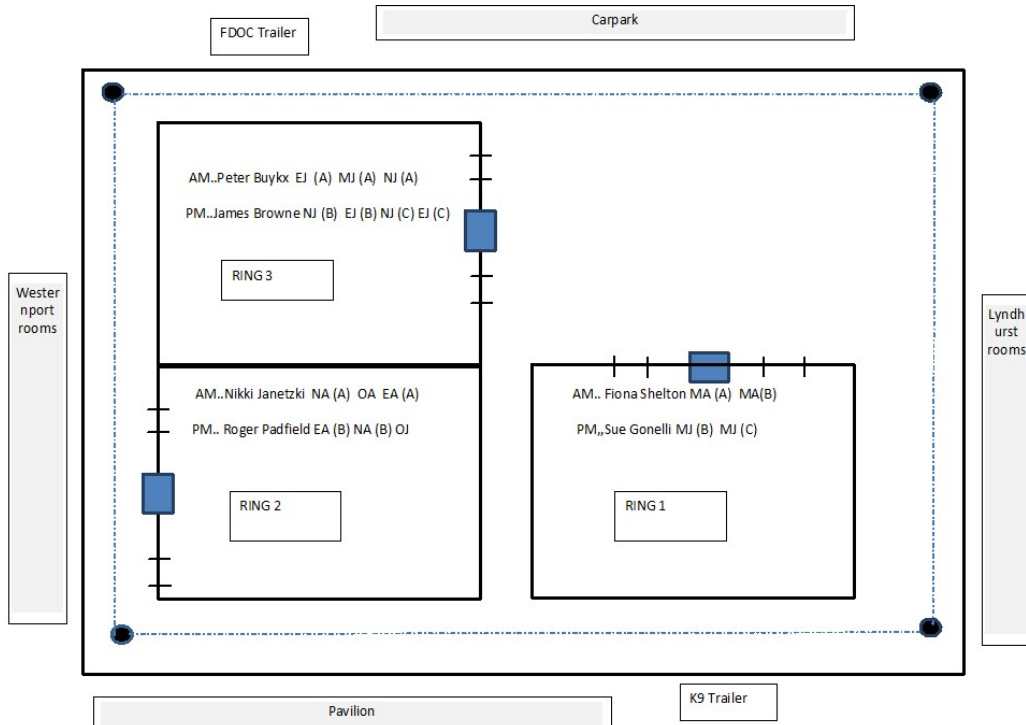 Carpark
FDOC Trailer
AM..Peter Buykx EJ (A) MJ (A) NJ (A)
PM..James Browne NJ (B) EJ (B) NJ (C) EJ (C)
RING 3
Wester
nport
rooms
Lyndh
urst
rooms
AM..Nikki Janetzki NA (A) OA EA (A)
PM.. Roger Padfield EA (B) NA (B) OJ
RING 2
AM.. Fiona Shelton MA (A) MA(B)
PM,,Sue Gonelli MJ (B) MJ (C)
RING 1
K9 Trailer
Pavilion